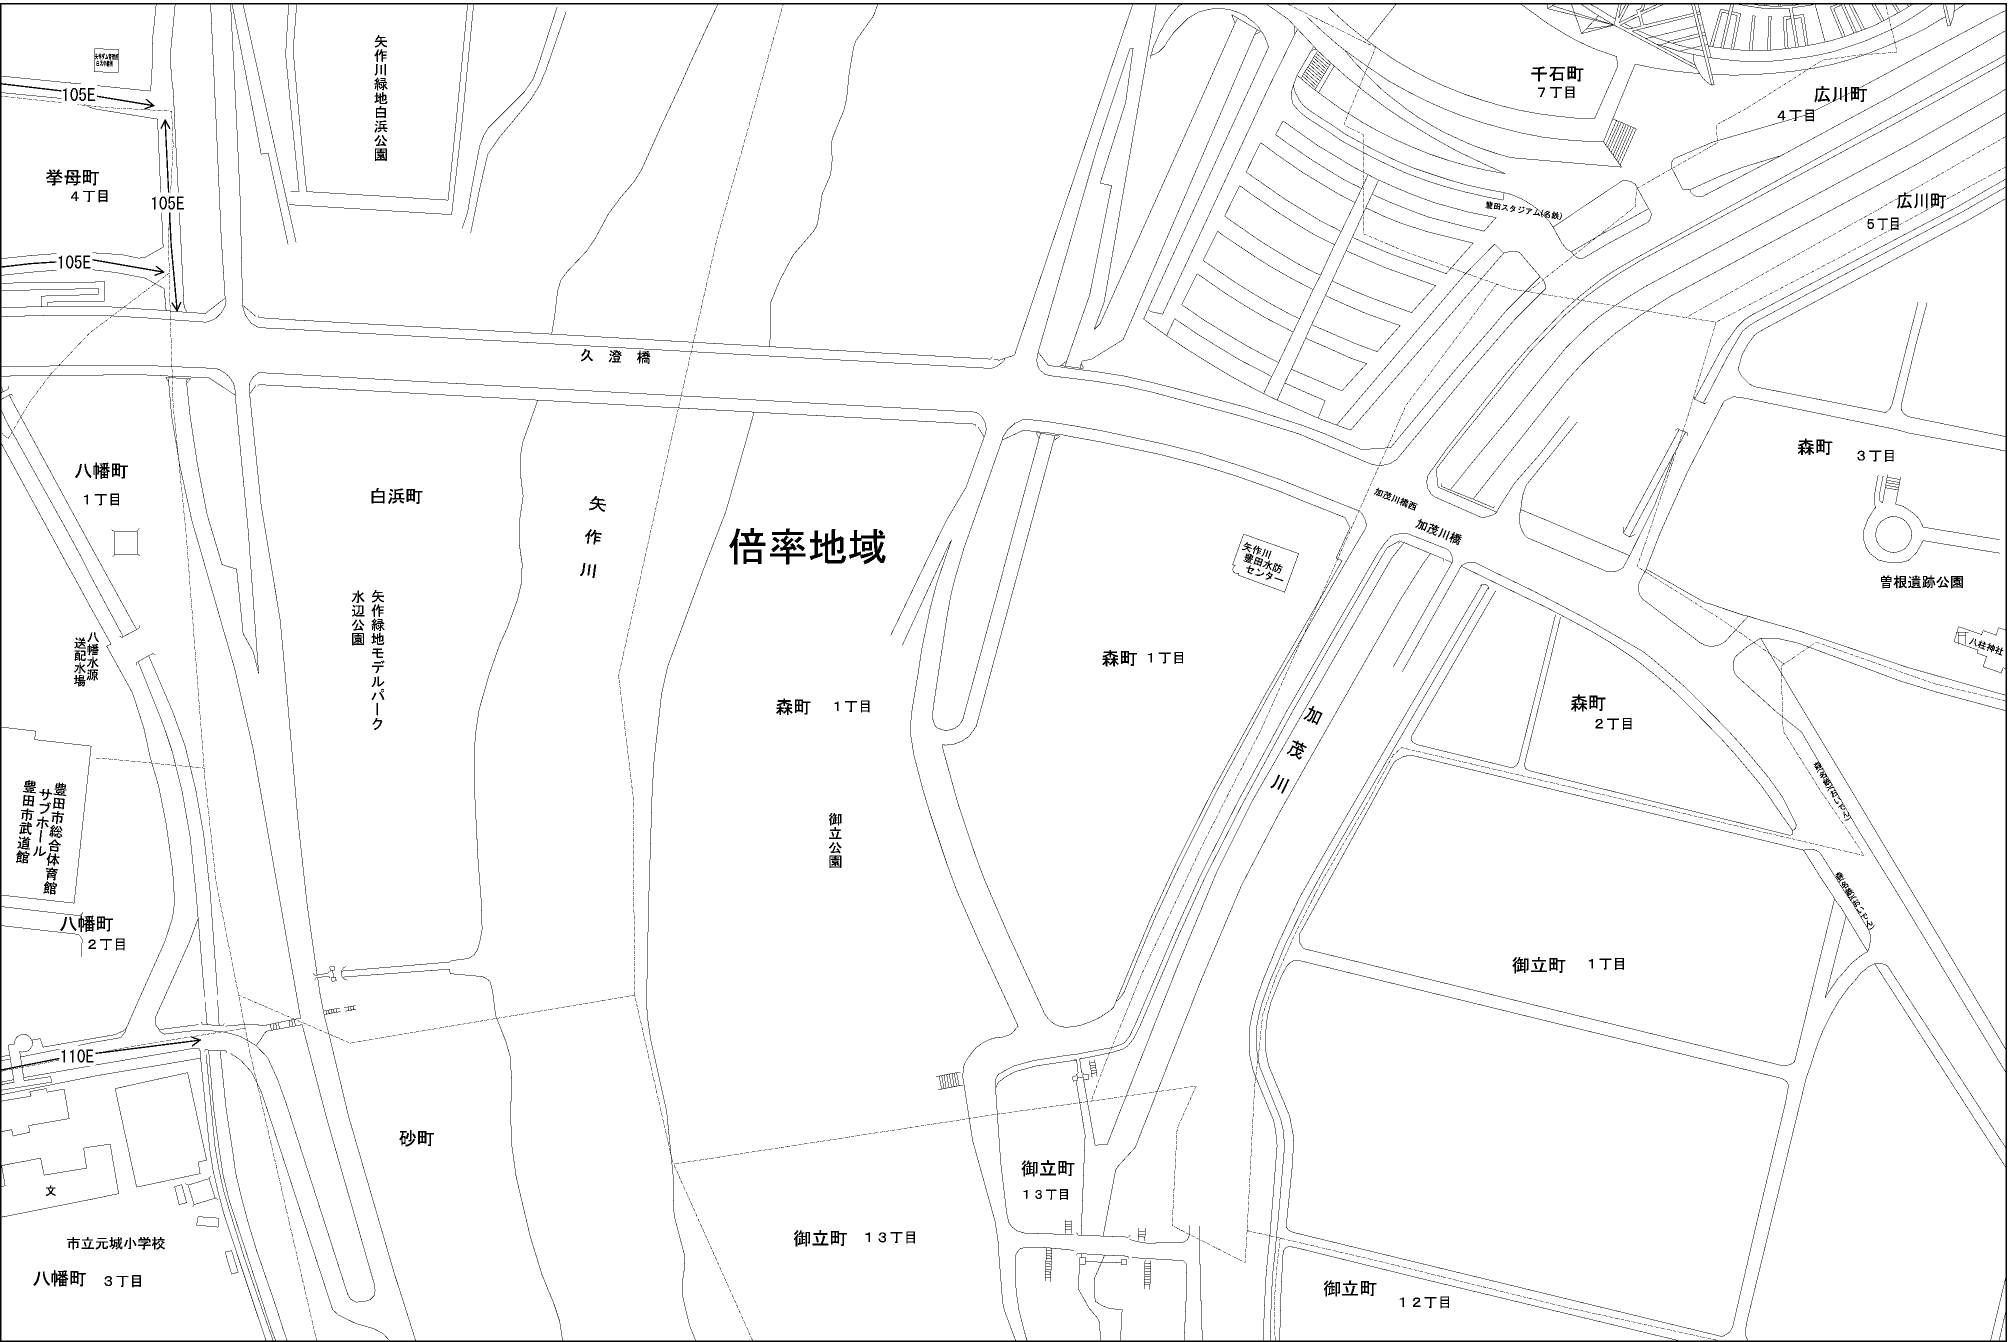 矢作川緑地白浜公園
千石町
7丁目
広川町
4丁目
105E
挙母町
4丁目
105E
広川町
5丁目
豊田スタジアム(名鉄)
105E
久澄橋
八幡町
1丁目
白浜町
矢作川
倍率地域
加茂川橋西
加茂川橋
森町 3丁目
矢作川
豊田水防
センター
曽根遺跡公園
八柱神社
八幡水源
送配水場
矢作緑地モデルパーク
水辺公園
森町 1丁目
森町 1丁目
加茂川
森町
2丁目
豊田市総合体育館
サブホール
豊田市武道館
御立公園
八幡町
2丁目
御立町 1丁目
110E
砂町
御立町
13丁目
文
市立元城小学校
八幡町 3丁目
御立町 13丁目
御立町
12丁目